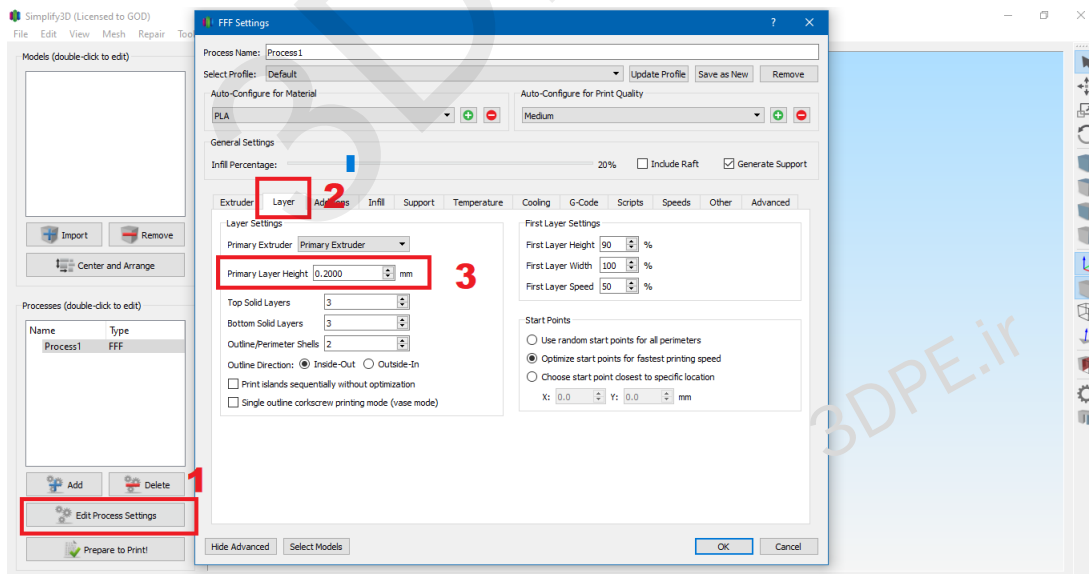 Simplify3D (Licensed to GOD)
File Edit View Mesh Repair
Models (double-click to edit)
Import Remove
Center and Arrange
Processes (double-click to edit)
Name Type
Process1 FFF
Add Delete
1
Edit Process Settings
Prepare to Print!
FFF Settings ?
Process Name: Process1
Select Profile: Default Update Profile Save as New Remove
Auto-Configure for Material
PLA
Auto-Configure for Print Quality
Medium
General Settings
Infill Percentage: 20% Include Raft Generate Support
2
Extruder Layer Additions Infill Support Temperature Cooling G-Code Scripts Speeds Other Advanced
Layer Settings
Primary Extruder Primary Extruder
Primary Layer Height 0.2000 mm
3
Top Solid Layers 3
Bottom Solid Layers 3
Outline/Perimeter Shells 2
Outline Direction: Inside-Out Outside-In
Print islands sequentially without optimization
Single outline corkscrew printing mode (vase mode)
First Layer Settings
First Layer Height 90 %
First Layer Width 100 %
First Layer Speed 50 %
Start Points
Use random start points for all perimeters
Optimize start points for fastest printing speed
Choose start point closest to specific location
X: 0.0 Y: 0.0 mm
Hide Advanced Select Models OK Cancel
3DPE.ir